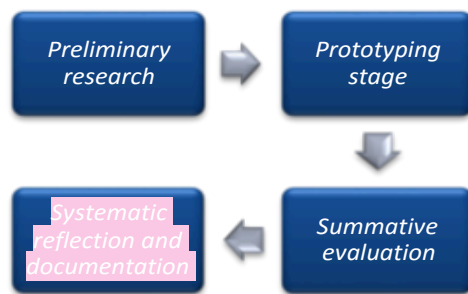 Preliminary
research
Prototyping
stage
Summative
evaluation
Systematic
reflection and
documentation